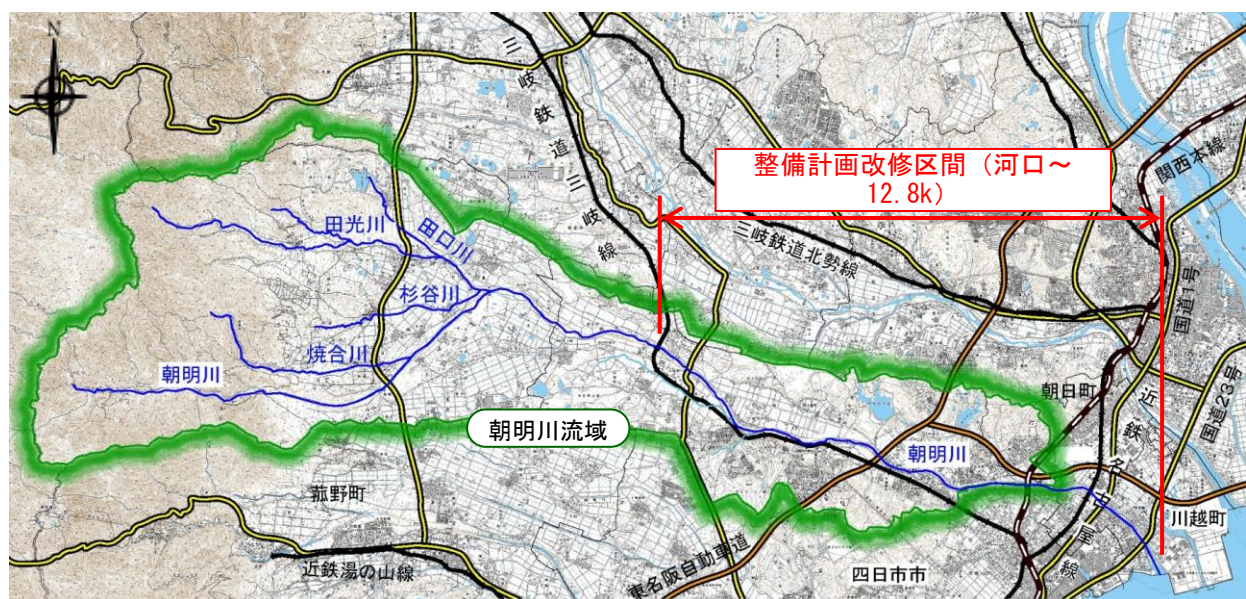 N
三岐鉄道三岐線
整備計画改修区間（河口～
12.8k）
関西本線
三岐鉄道北勢線
国道1号
国道23号
田光川
田口川
杉谷川
焼合川
朝明川
朝明川流域
朝日町
近鉄名古屋線
朝明川
川越町
菰野町
近鉄湯の山線
東名阪自動車道
四日市市